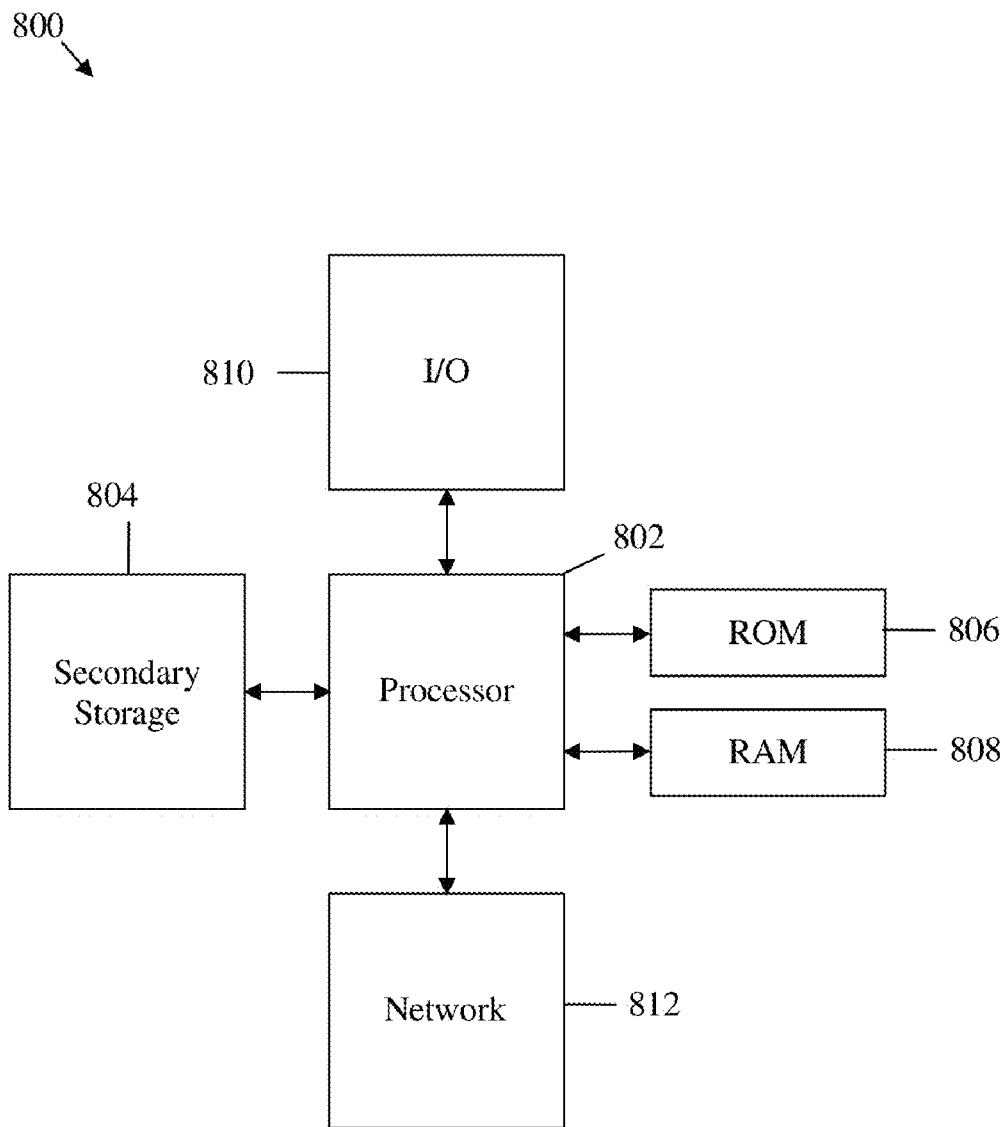 800
I/O
810
804
802
Secondary
Storage
Processor
ROM
806
RAM
808
Network
812